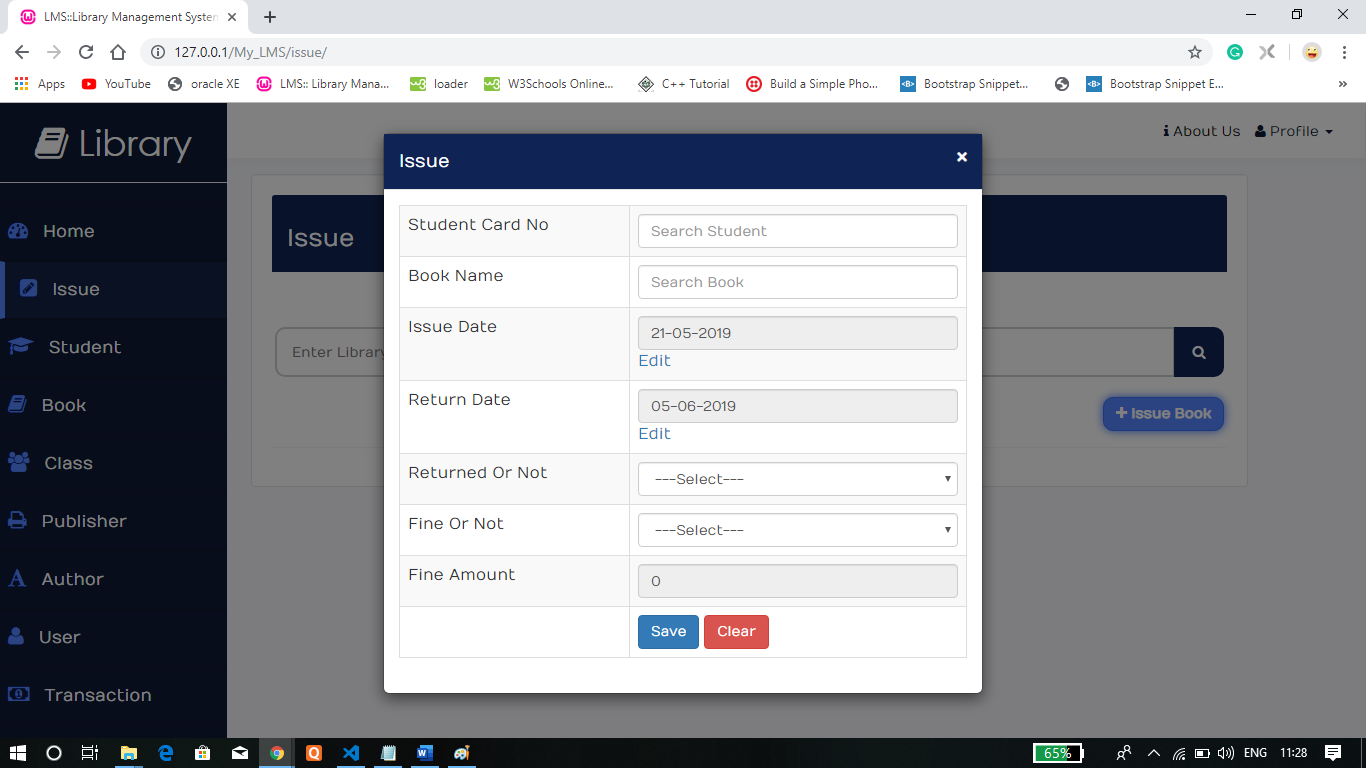 LMS::Library Management System
127.0.0.1/My_LMS/issue/
Apps YouTube oracle XE LMS:: Library Mana... loader W3Schools Online... C++ Tutorial Build a Simple Pho... Bootstrap Snippet... Bootstrap Snippet E... »
Library
About Us Profile
Home
Issue
Student
Book
Class
Publisher
Author
User
Transaction
Issue
Enter Library
+ Issue Book
Issue ×
Student Card No Search Student
Book Name Search Book
Issue Date 21-05-2019
Edit
Return Date 05-06-2019
Edit
Returned Or Not ---Select---
Fine Or Not ---Select---
Fine Amount 0
Save Clear
65% ENG 11:28